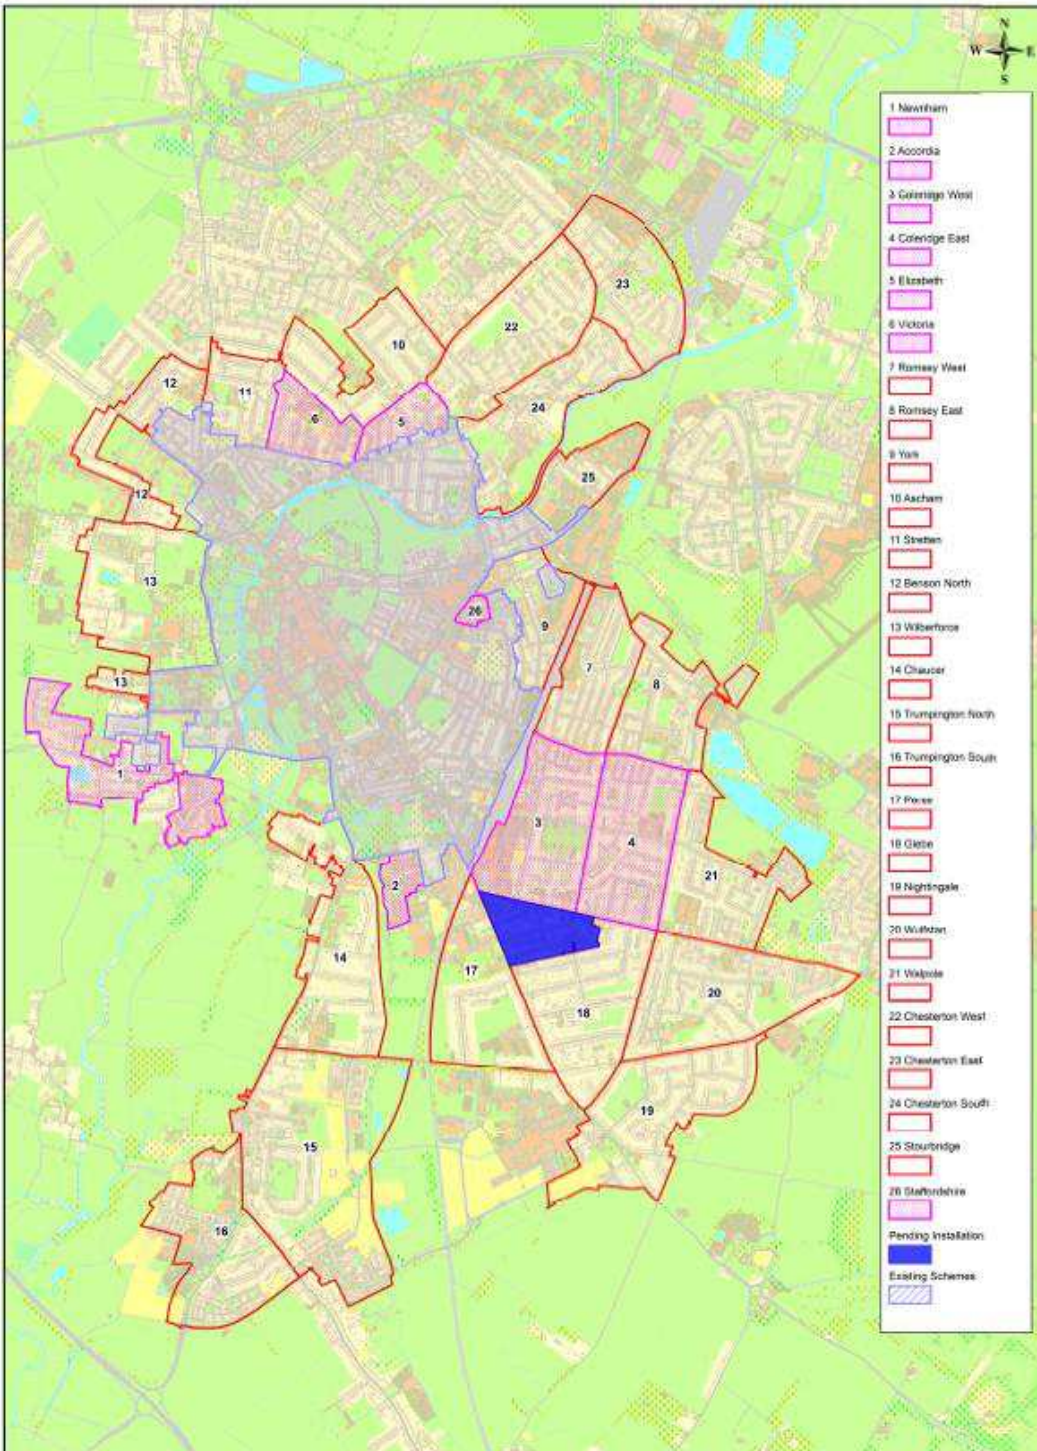 N
W E
S
1 Newnham
2 Accordia
3 Coleridge West
4 Coleridge East
5 Elizabeth
6 Victoria
7 Romsey West
8 Romsey East
9 York
10 Ascham
11 Stretten
12 Benson North
13 Wilberforce
14 Chaucer
15 Trumpington North
16 Trumpington South
17 Perse
18 Glebe
19 Nightingale
20 Wulfstan
21 Walpole
22 Chesterton West
23 Chesterton East
24 Chesterton South
25 Stourbridge
26 Staffordshire
Pending Installation
Existing Schemes
23
22
10
12
11
6
5
24
25
12
13
26
9
7
8
13
1
3
4
2
21
14
17
18
20
19
15
16